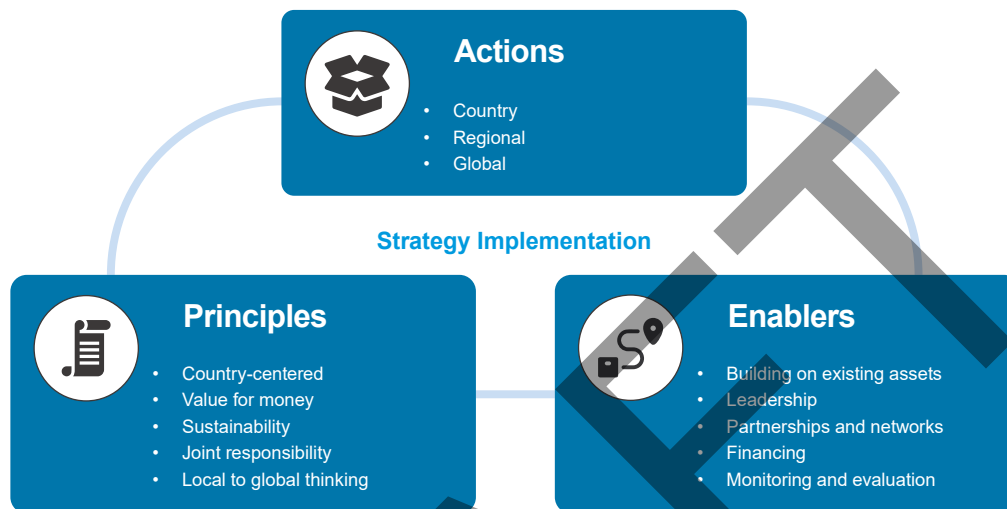 Actions
• Country
• Regional
• Global
Strategy Implementation
Principles
• Country-centered
• Value for money
• Sustainability
• Joint responsibility
• Local to global thinking
Enablers
• Building on existing assets
• Leadership
• Partnerships and networks
• Financing
• Monitoring and evaluation